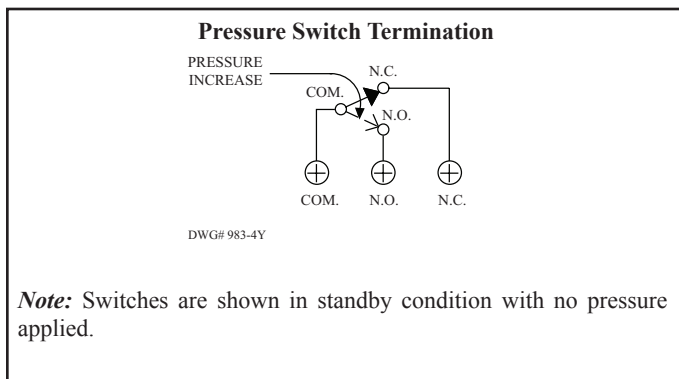 Pressure Switch Termination
PRESSURE
INCREASE
N.C.
COM.
N.O.
COM. N.O. N.C.
DWG# 983-4Y
Note: Switches are shown in standby condition with no pressure
applied.